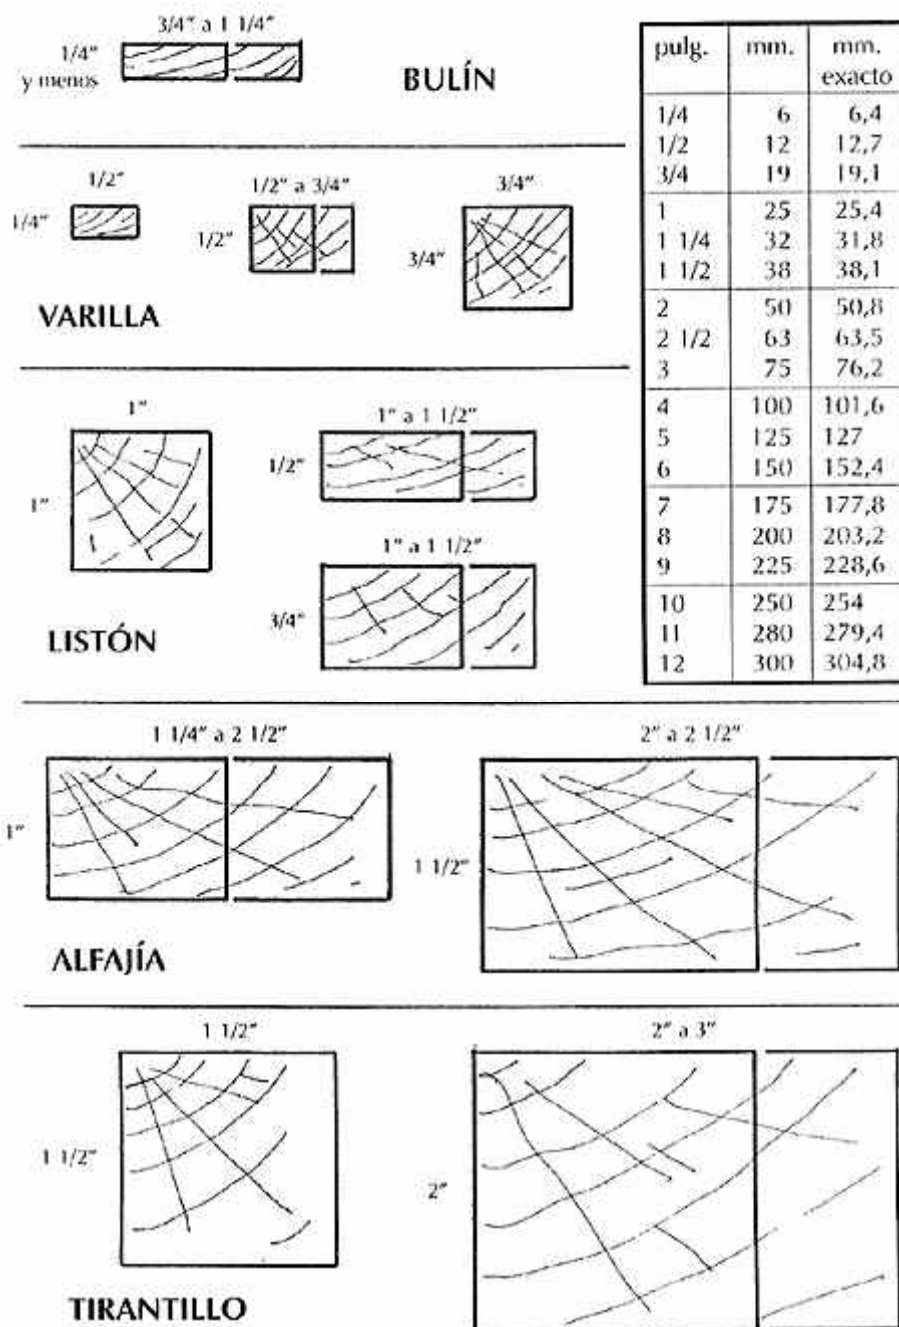 3/4" a 1 1/4"
1/4"
y menos
BULÍN
1/2"
1/4"
1/2" a 3/4"
1/2"
3/4"
3/4"
VARILLA
1"
1"
1" a 1 1/2"
1/2"
1" a 1 1/2"
3/4"
LISTÓN
pulg. mm. mm. exacto
1/4 6 6,4
1/2 12 12,7
3/4 19 19,1
1 25 25,4
1 1/4 32 31,8
1 1/2 38 38,1
2 50 50,8
2 1/2 63 63,5
3 75 76,2
4 100 101,6
5 125 127
6 150 152,4
7 175 177,8
8 200 203,2
9 225 228,6
10 250 254
11 280 279,4
12 300 304,8
1 1/4" a 2 1/2"
1"
2" a 2 1/2"
1 1/2"
ALFAJÍA
1 1/2"
1 1/2"
2" a 3"
2"
TIRANTILLO